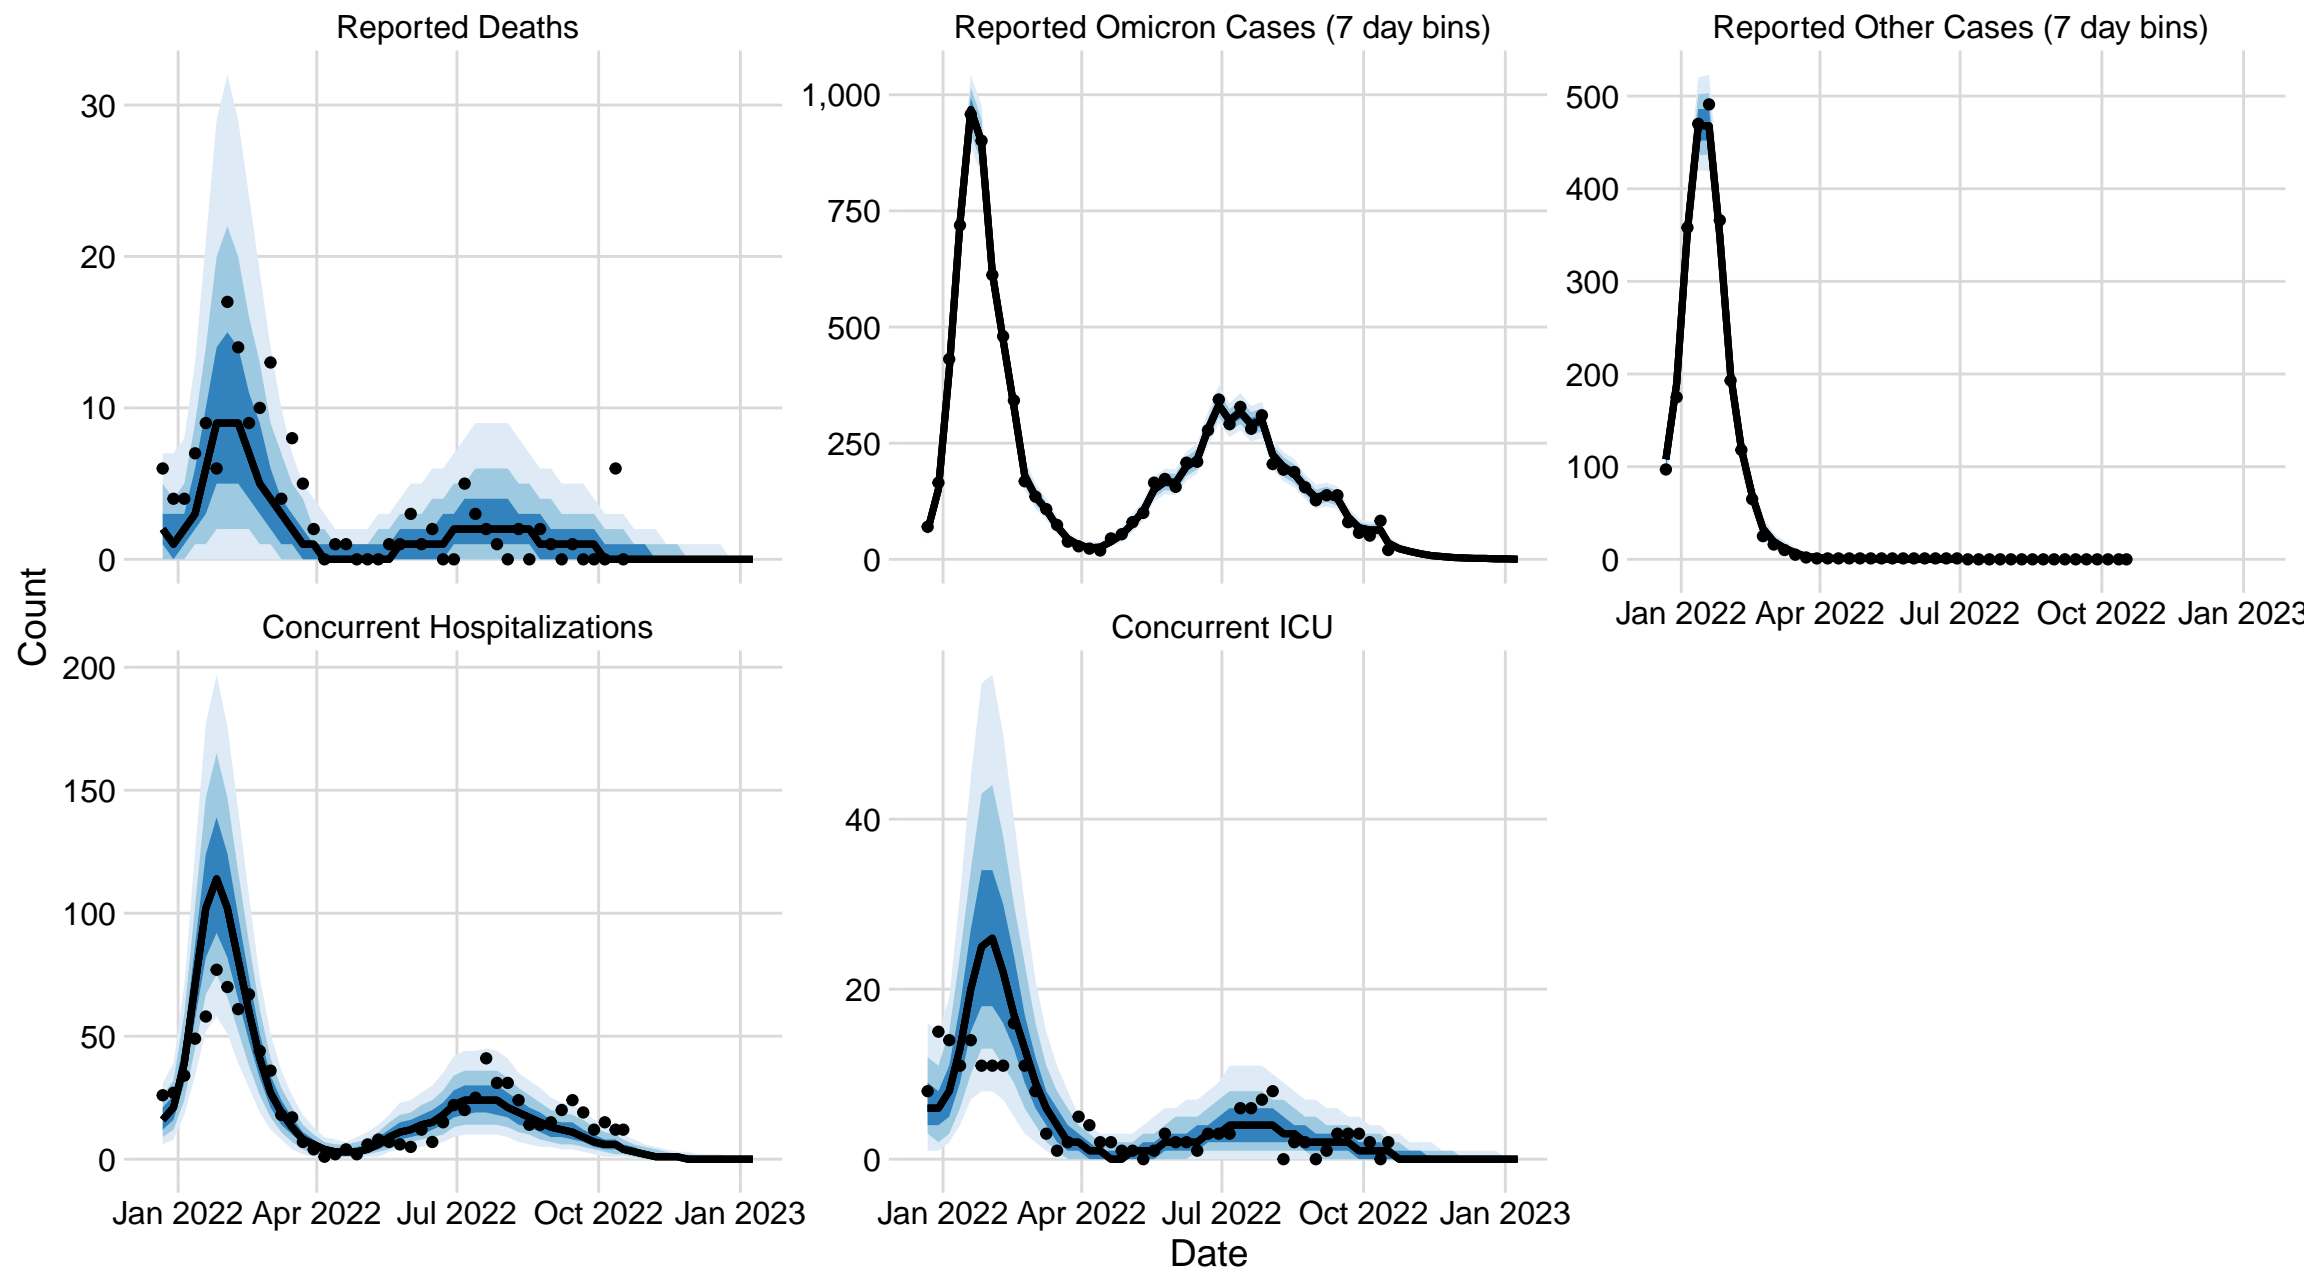 Reported Deaths
Reported Omicron Cases (7 day bins)
Reported Other Cases (7 day bins)
30
20
10
0
1,000
750
500
250
0
500
400
300
200
100
0
Jan 2022 Apr 2022 Jul 2022 Oct 2022 Jan 2023
Count
Concurrent Hospitalizations
Concurrent ICU
200
150
100
50
0
40
20
0
Jan 2022 Apr 2022 Jul 2022 Oct 2022 Jan 2023
Jan 2022 Apr 2022 Jul 2022 Oct 2022 Jan 2023
Date